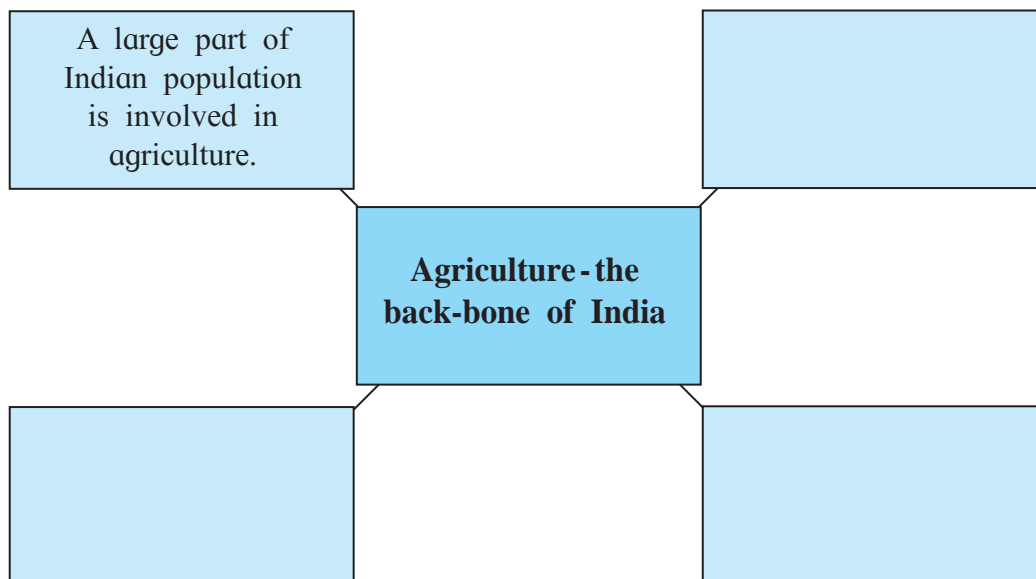 A large part of
Indian population
is involved in
agriculture.
Agriculture - the
back-bone of India